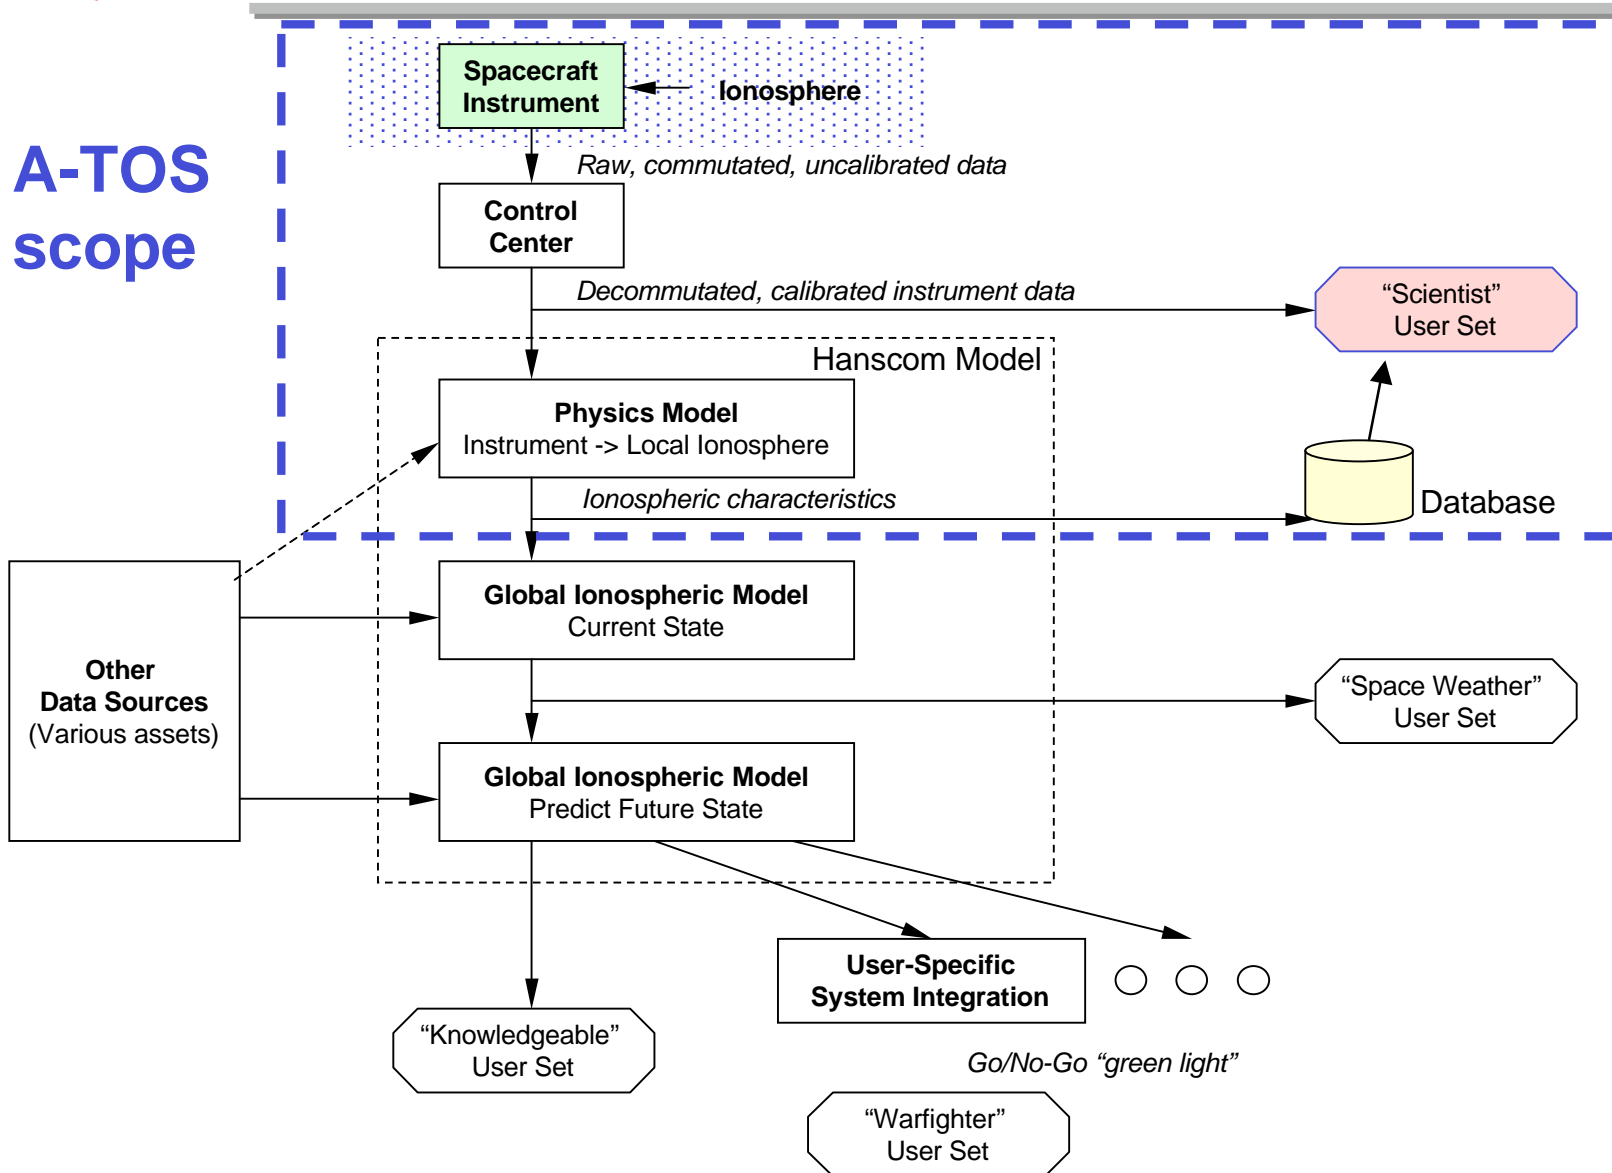 A-TOS
scope
Spacecraft
Instrument
Ionosphere
Raw, commutated, uncalibrated data
Control
Center
Decommutated, calibrated instrument data
“Scientist”
User Set
Hanscom Model
Physics Model
Instrument -> Local Ionosphere
Ionospheric characteristics
Database
Other
Data Sources
(Various assets)
Global Ionospheric Model
Current State
“Space Weather”
User Set
Global Ionospheric Model
Predict Future State
User-Specific
System Integration
“Knowledgeable”
User Set
Go/No-Go “green light”
“Warfighter”
User Set